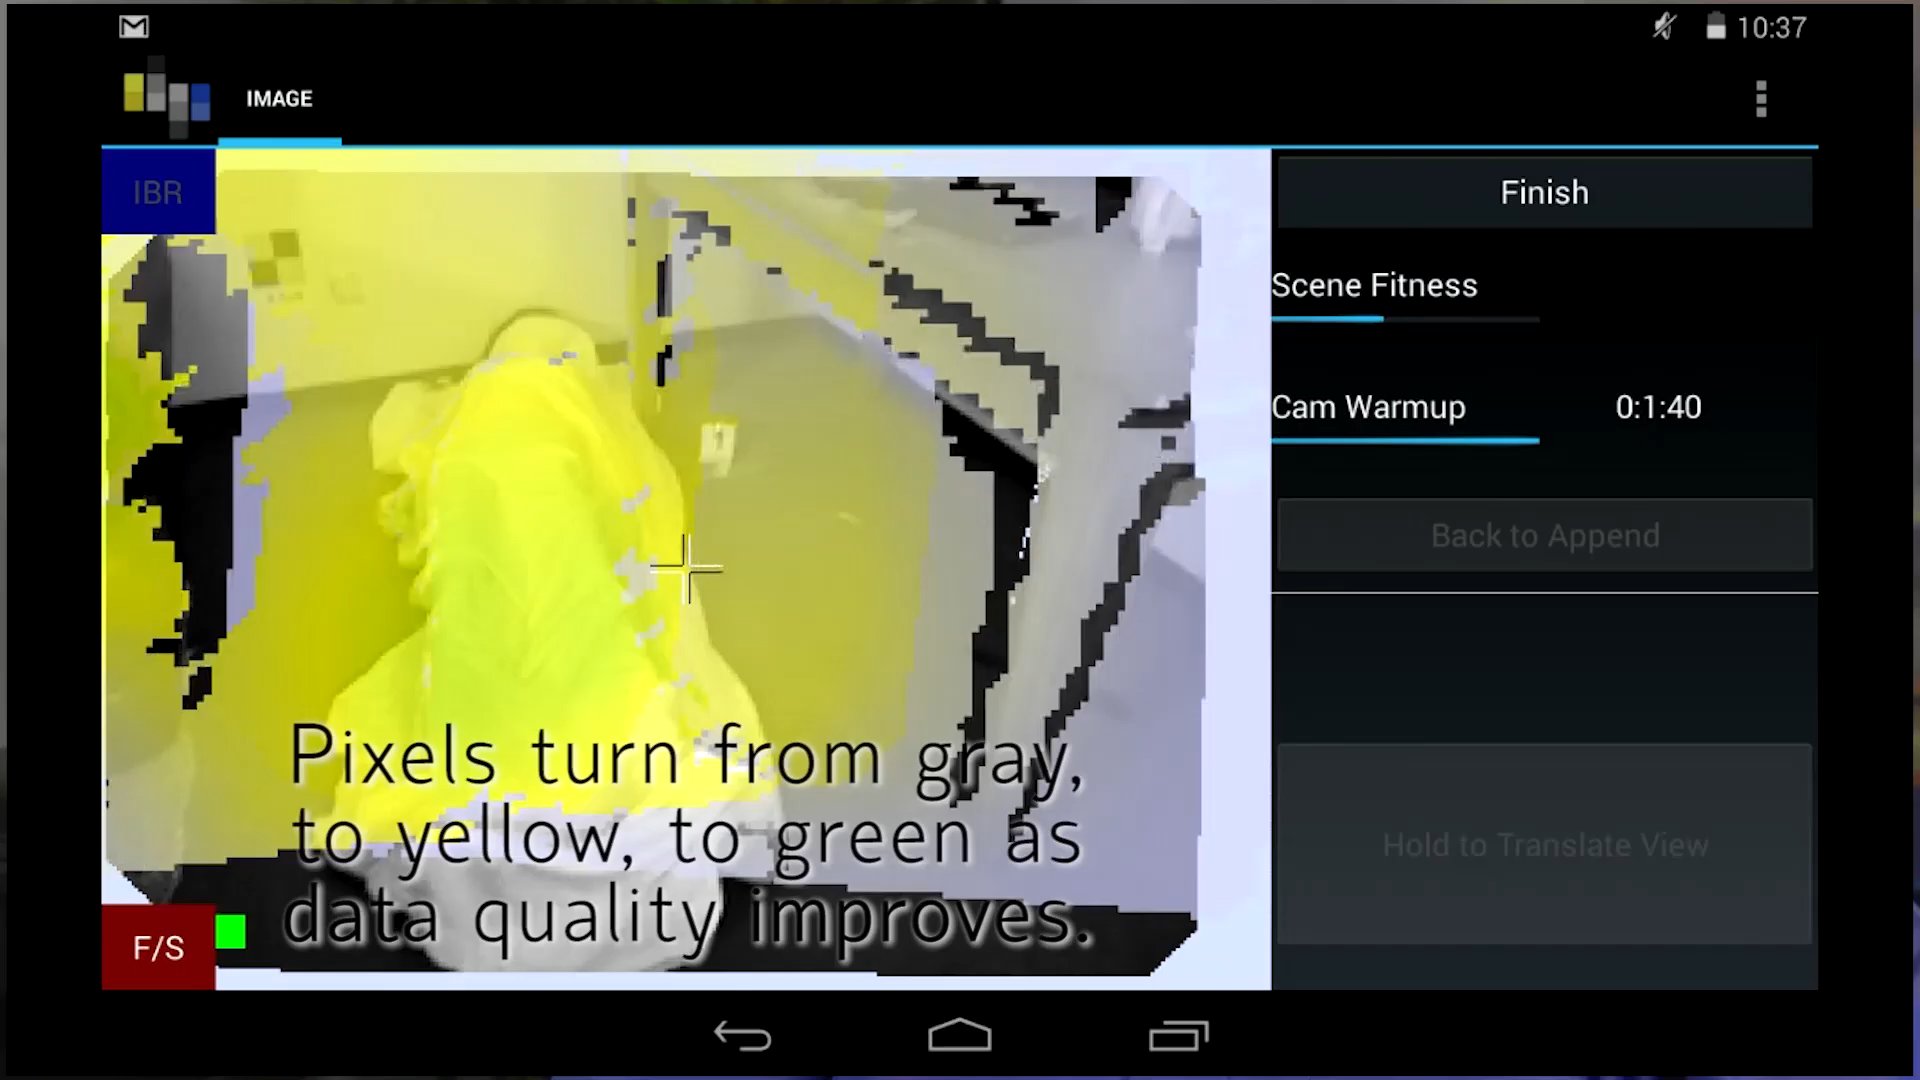 10:37
IMAGE
IBR
Finish
Scene Fitness
Cam Warmup 0:1:40
1
Back to Append
Pixels turn from gray,
to yellow, to green as
data quality improves.
Hold to Translate View
F/S